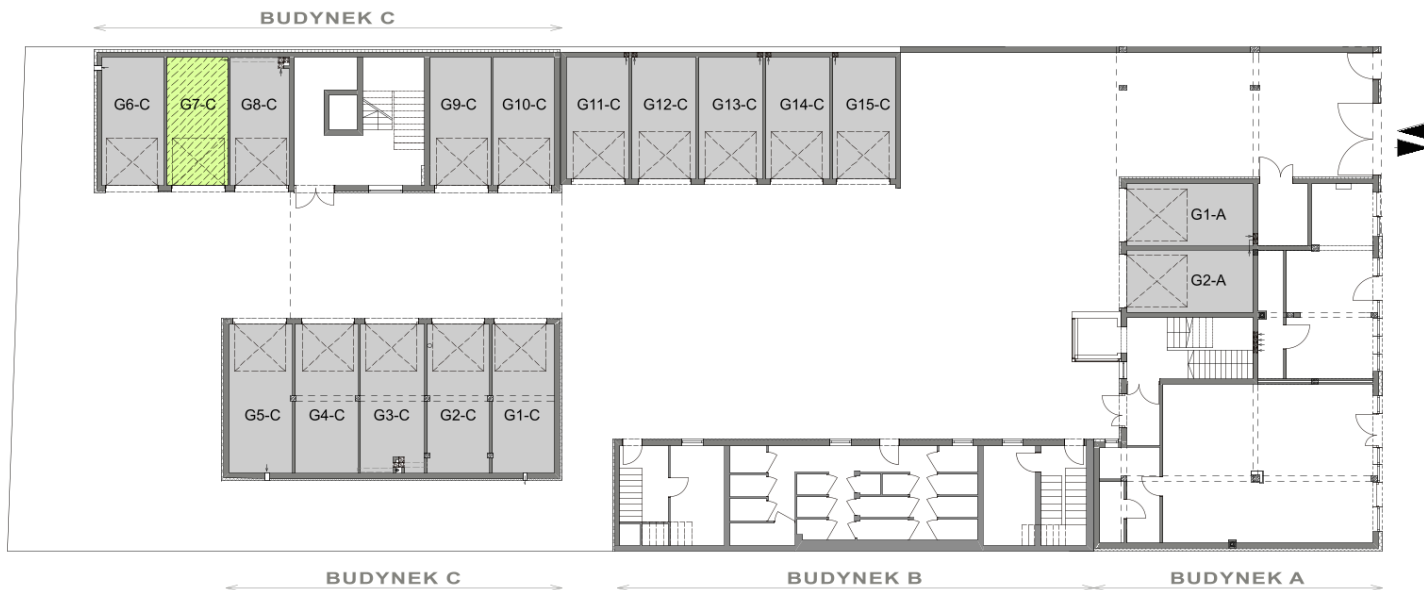 BUDYNEK C
G6-C G7-C G8-C G9-C G10-C G11-C G12-C G13-C G14-C G15-C
G1-A
G2-A
G5-C G4-C G3-C G2-C G1-C
BUDYNEK C BUDYNEK B BUDYNEK A